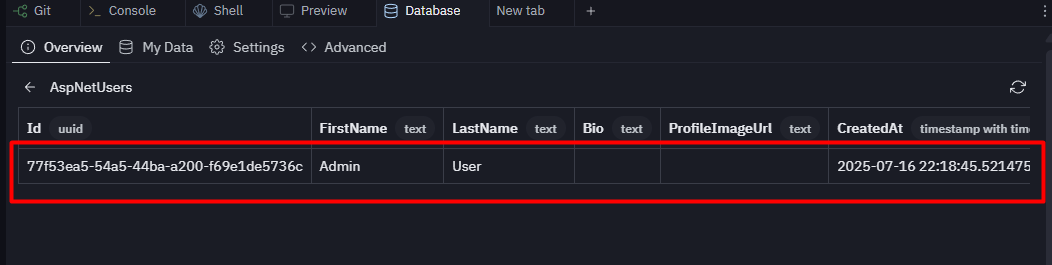 Git >_ Console Shell Preview Database New tab +
Overview My Data Settings <> Advanced
← AspNetUsers
Id uuid FirstName text LastName text Bio text ProfileImageUrl text CreatedAt timestamp with tim
77f53ea5-54a5-44ba-a200-f69e1de5736c Admin User 2025-07-16 22:18:45.521475